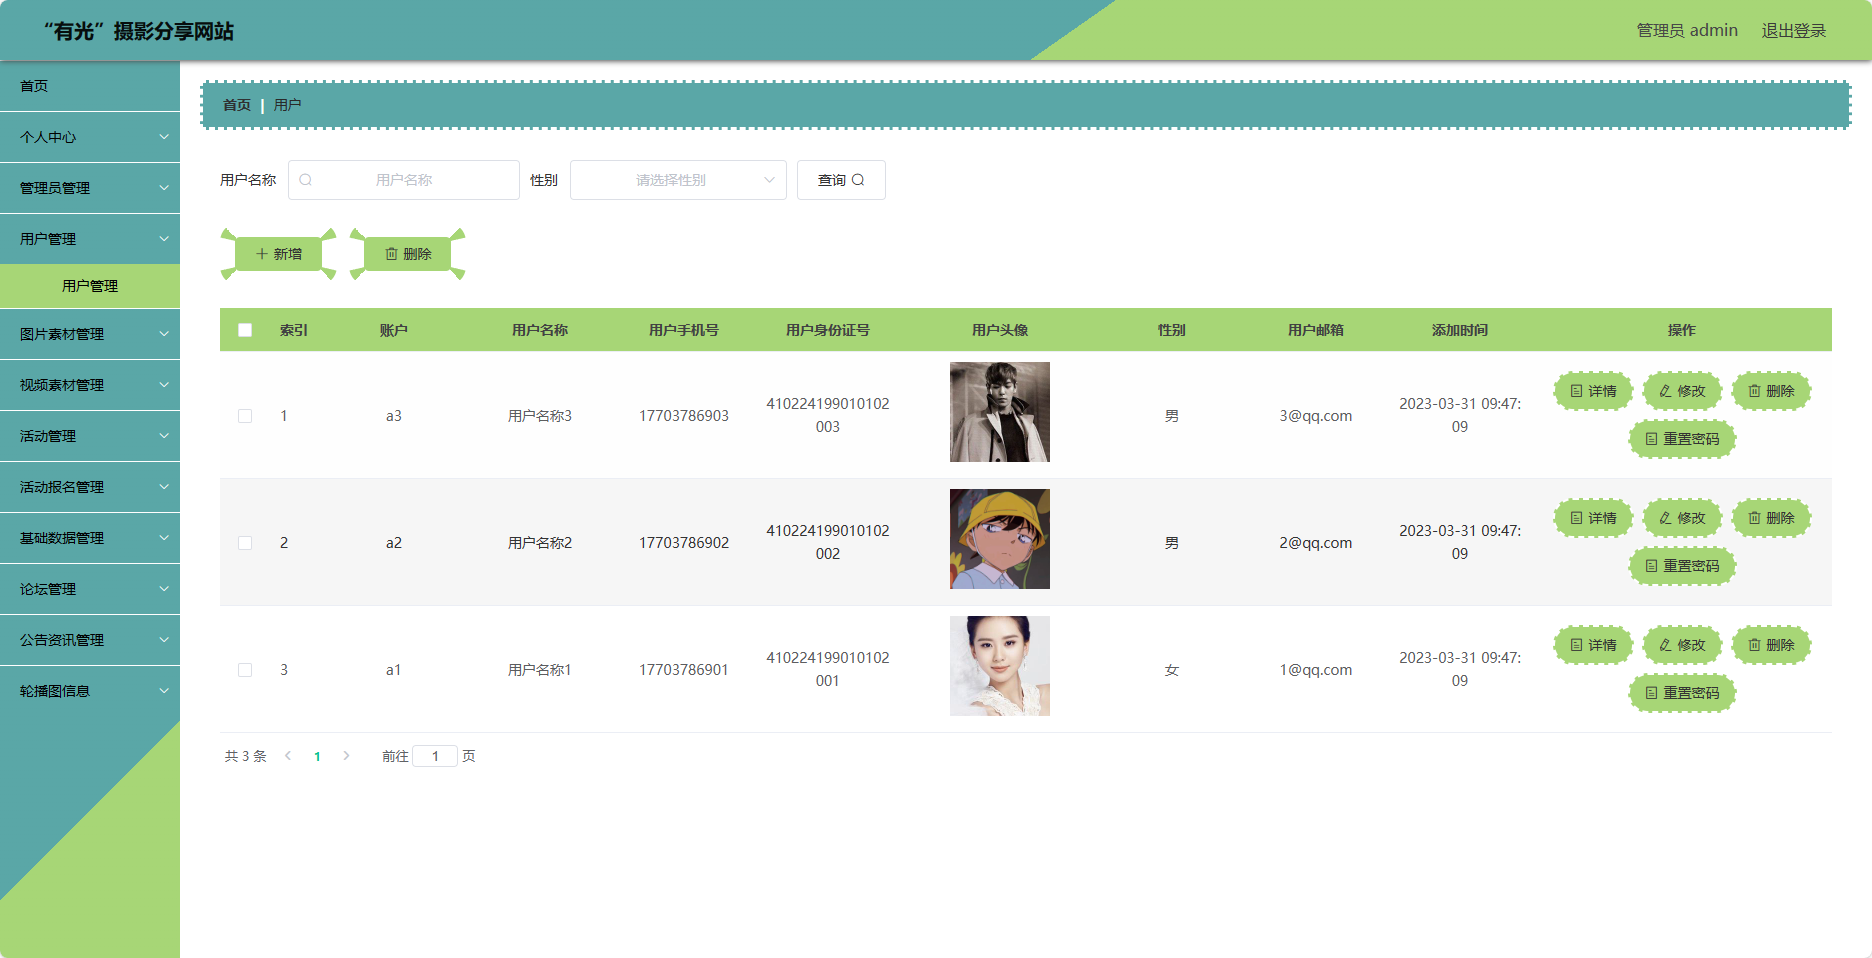 “有光”摄影分享网站
管理员 admin 退出登录
首页
个人中心
管理员管理
用户管理
用户管理
图片素材管理
视频素材管理
活动管理
活动报名管理
基础数据管理
论坛管理
公告资讯管理
轮播图信息
首页 | 用户
用户名称 用户名称 性别 请选择性别 查询
新增 删除
索引 账户 用户名称 用户手机号 用户身份证号 用户头像 性别 用户邮箱 添加时间 操作
1 a3 用户名称3 17703786903 410224199010102 男 3@qq.com 2023-03-31 09:47: 详情 修改 删除
003 09 重置密码
2 a2 用户名称2 17703786902 410224199010102 男 2@qq.com 2023-03-31 09:47: 详情 修改 删除
002 09 重置密码
3 a1 用户名称1 17703786901 410224199010102 女 1@qq.com 2023-03-31 09:47: 详情 修改 删除
001 09 重置密码
共 3 条 1 前往 1 页